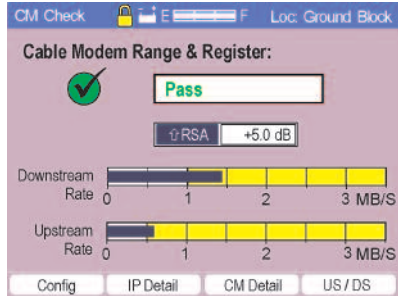 CM Check E F Loc: Ground Block
Cable Modem Range & Register:
Pass
⇧RSA +5.0 dB
Downstream
Rate 0 1 2 3 MB/S
Upstream
Rate 0 1 2 3 MB/S
Config IP Detail CM Detail US / DS